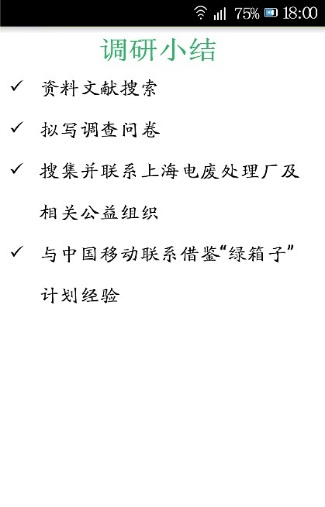 75% 18:00
调研小结
✓ 资料文献搜索
✓ 拟写调查问卷
✓ 搜集并联系上海电废处理厂及
相关公益组织
✓ 与中国移动联系借鉴“绿箱子”
计划经验